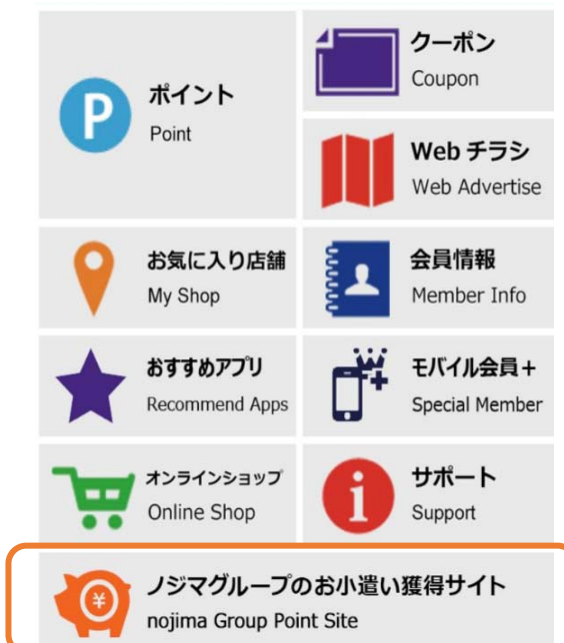 P
ポイント
Point
クーポン
Coupon
Web チラシ
Web Advertise
お気に入り店舗
My Shop
会員情報
Member Info
おすすめアプリ
Recommend Apps
モバイル会員+
Special Member
オンラインショップ
Online Shop
i
サポート
Support
¥
ノジマグループのお小遣い獲得サイト
nojima Group Point Site